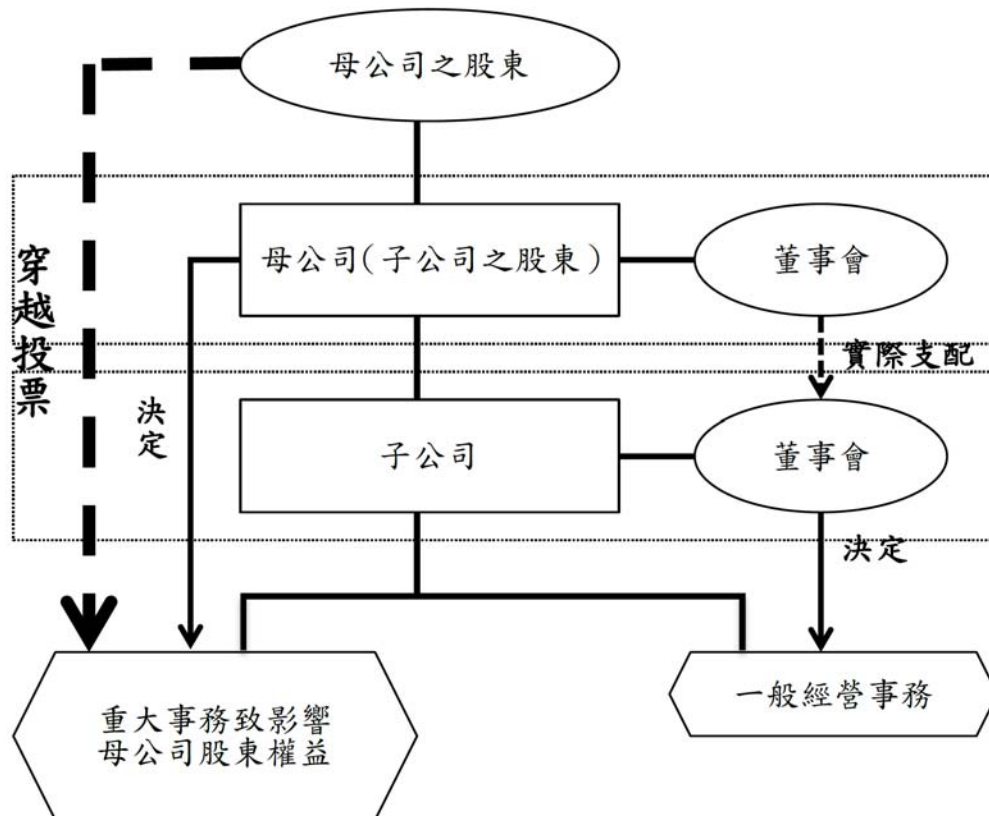 母公司之股東
穿越投票
母公司(子公司之股東)
董事會
實際支配
決定
子公司
董事會
決定
重大事務致影響
母公司股東權益
一般經營事務